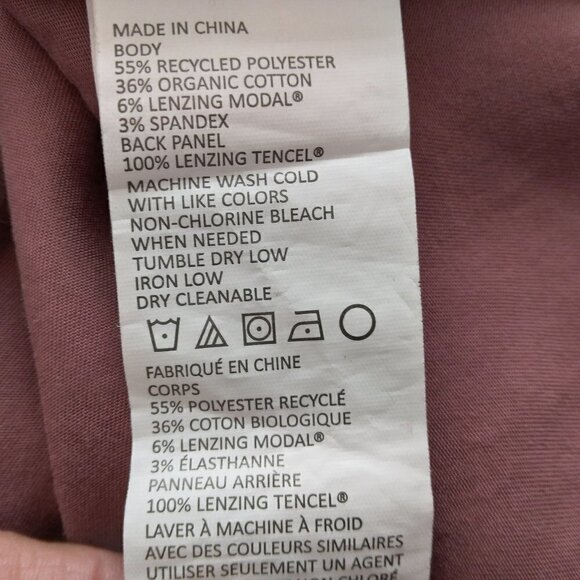 MADE IN CHINA
BODY
55% RECYCLED POLYESTER
36% ORGANIC COTTON
6% LENZING MODAL®
3% SPANDEX
BACK PANEL
100% LENZING TENCEL®
MACHINE WASH COLD
WITH LIKE COLORS
NON-CHLORINE BLEACH
WHEN NEEDED
TUMBLE DRY LOW
IRON LOW
DRY CLEANABLE
FABRIQUÉ EN CHINE
CORPS
55% POLYESTER RECYCLÉ
36% COTON BIOLOGIQUE
6% LENZING MODAL®
3% ÉLASTHANNE
PANNEAU ARRIÈRE
100% LENZING TENCEL®
LAVER À MACHINE À FROID
AVEC DES COULEURS SIMILAIRES
UTILISER SEULEMENT UN AGENT